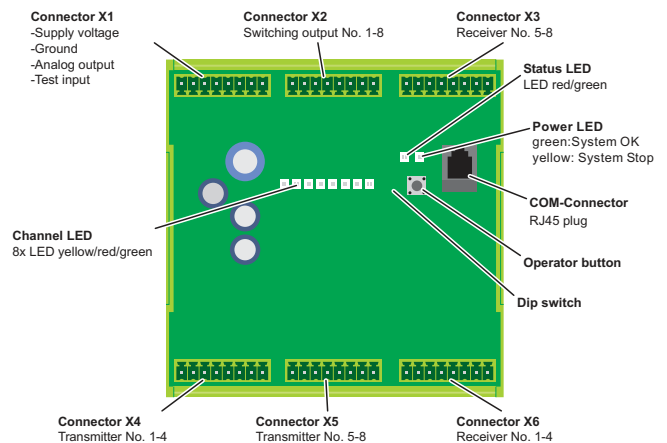 Connector X1
-Supply voltage
-Ground
-Analog output
-Test input
Connector X2
Switching output No. 1-8
Connector X3
Receiver No. 5-8
Status LED
LED red/green
Power LED
green:System OK
yellow: System Stop
COM-Connector
RJ45 plug
Channel LED
8x LED yellow/red/green
Operator button
Dip switch
Connector X4
Transmitter No. 1-4
Connector X5
Transmitter No. 5-8
Connector X6
Receiver No. 1-4